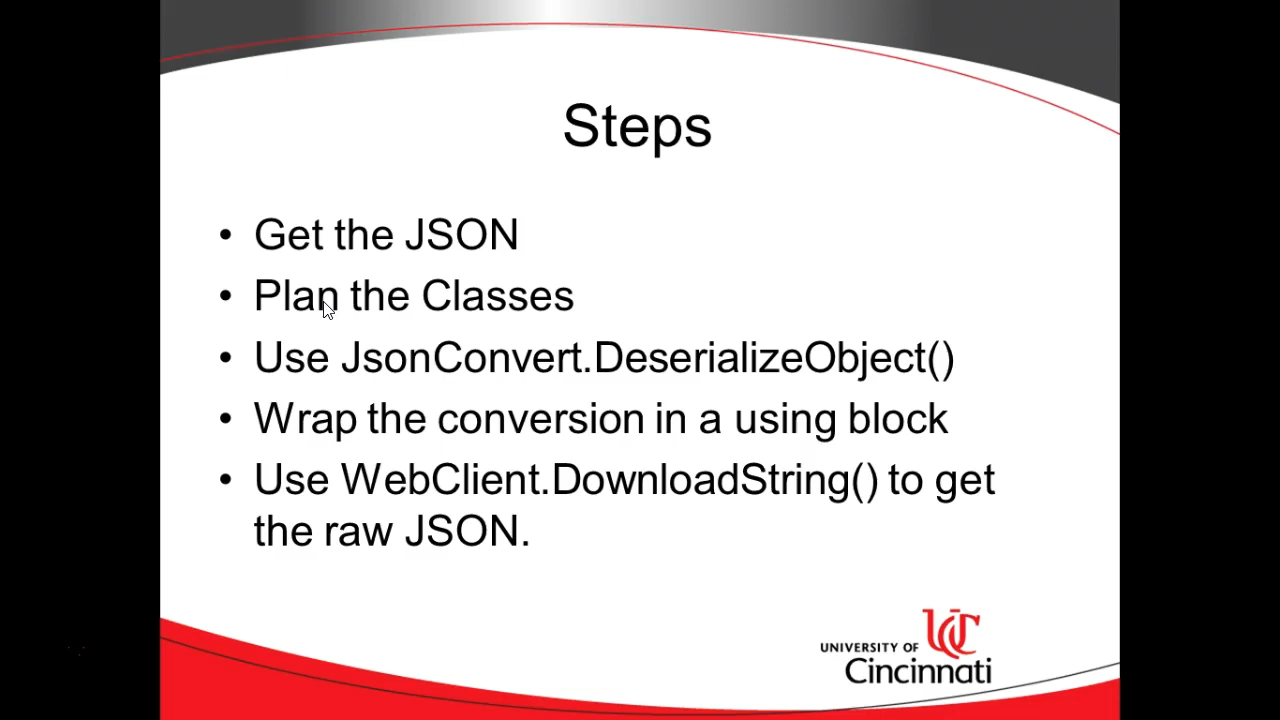 Steps
• Get the JSON
• Plan the Classes
• Use JsonConvert.DeserializeObject()
• Wrap the conversion in a using block
• Use WebClient.DownloadString() to get
the raw JSON.
UNIVERSITY OF UC
Cincinnati